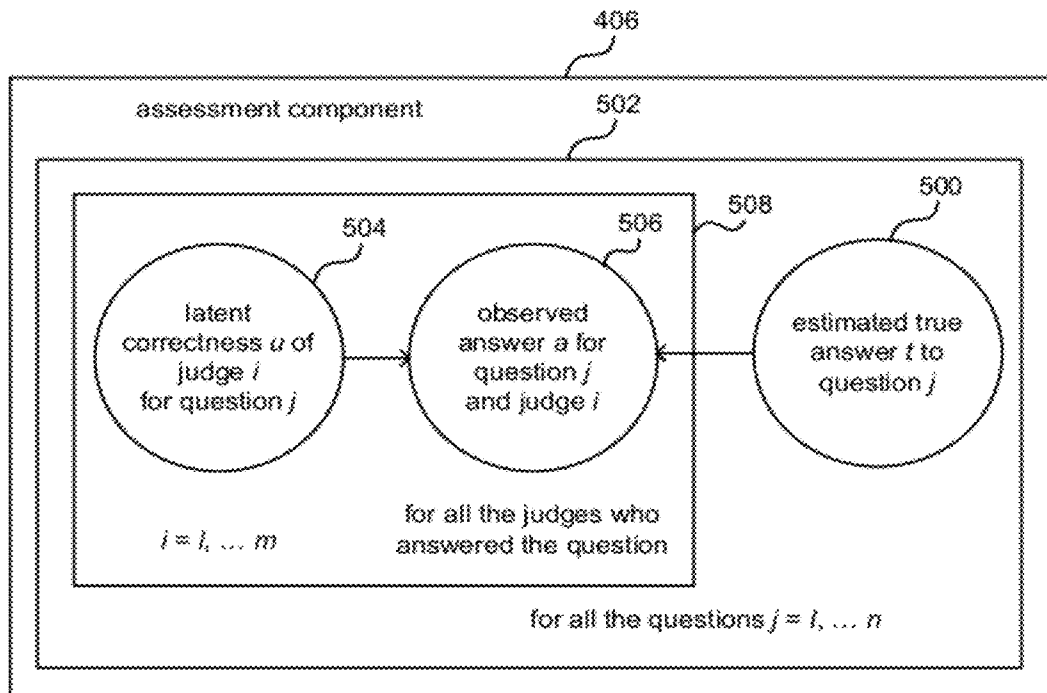 406
assessment component
502
508
500
504
506
latent
correctness u of
judge i
for question j
observed
answer a for
question j
and judge i
estimated true
answer t to
question j
i = l, … m
for all the judges who
answered the question
for all the questions j = l, … n